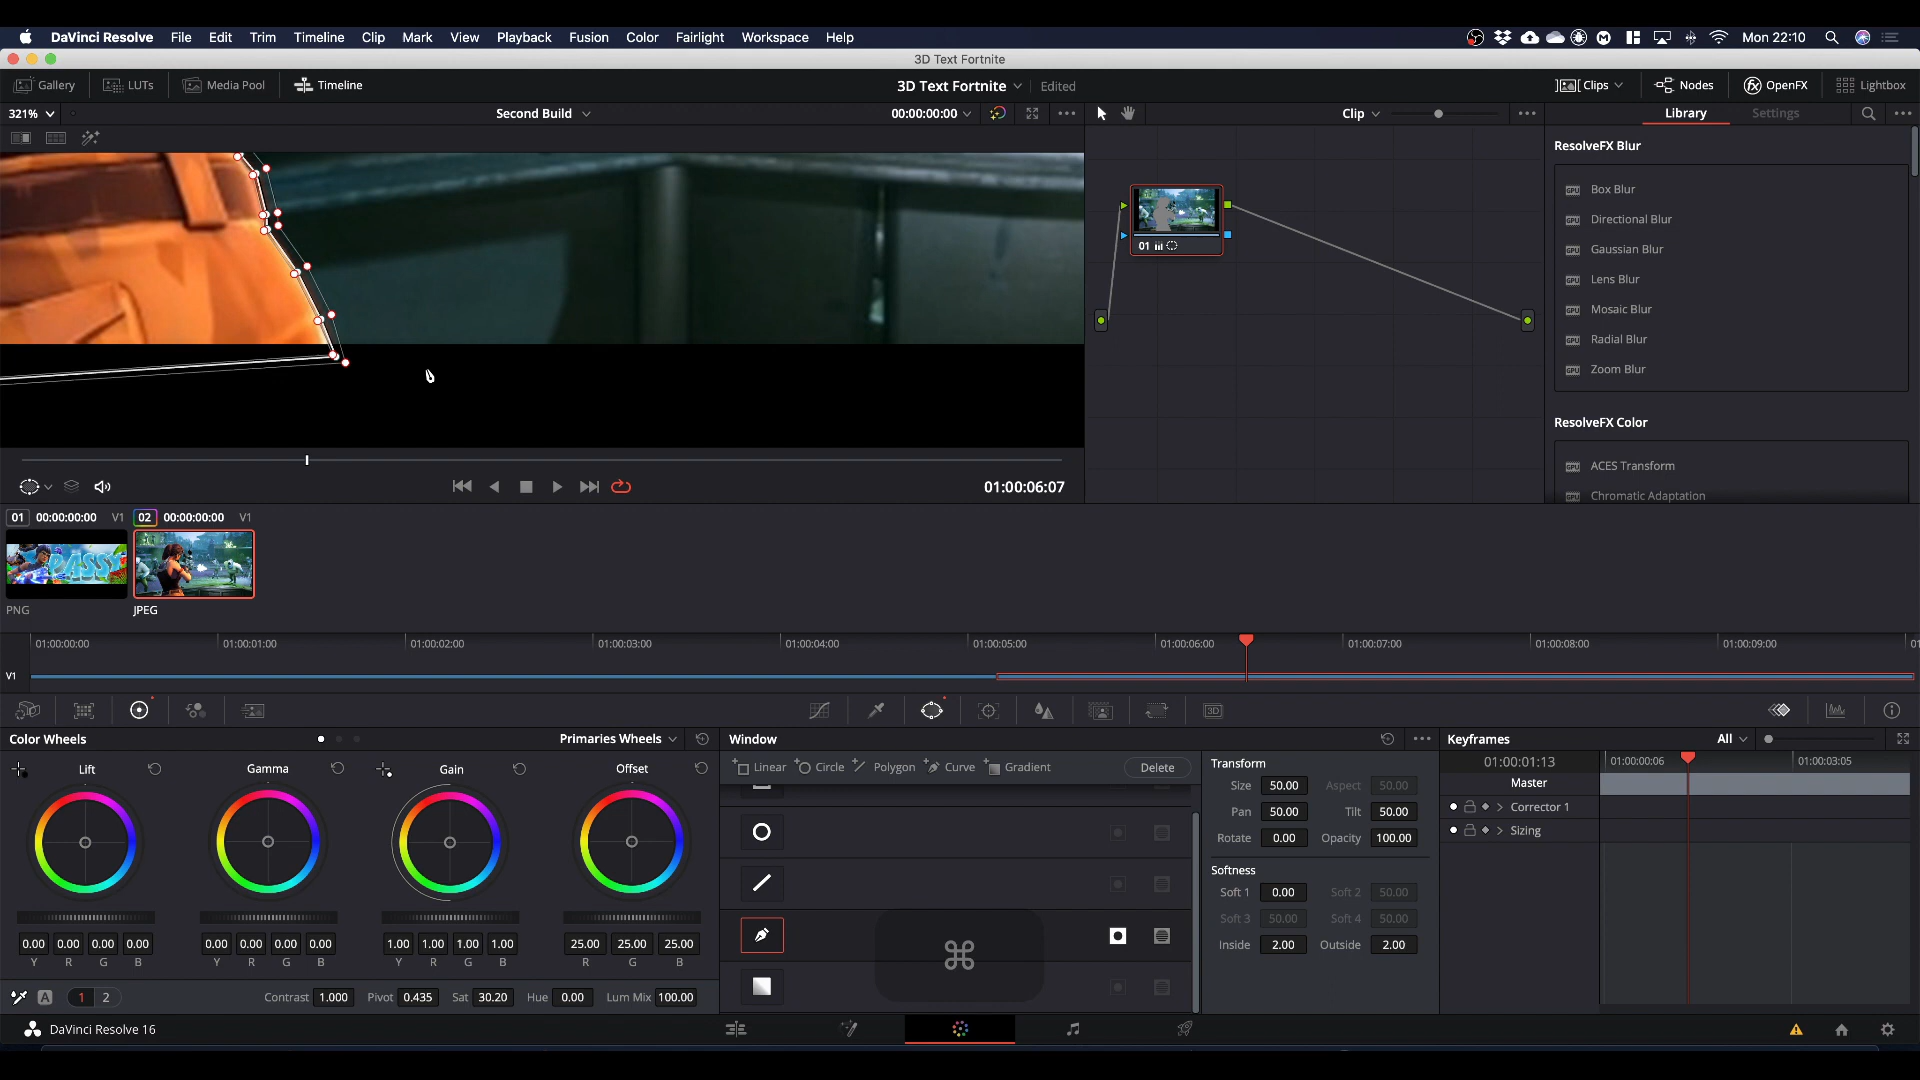 DaVinci Resolve File Edit Trim Timeline Clip Mark View Playback Fusion Color Fairlight Workspace Help Mon 22:10
3D Text Fortnite
Gallery LUTs Media Pool Timeline 3D Text Fortnite Edited Clips Nodes OpenFX Lightbox
321% Second Build 00:00:00:00 Clip Library Settings
ResolveFX Blur
Box Blur
Directional Blur
Gaussian Blur
Lens Blur
Mosaic Blur
Radial Blur
Zoom Blur
01
ResolveFX Color
ACES Transform
Chromatic Adaptation
01:00:06:07
01 00:00:00:00 V1 02 00:00:00:00 V1
PASSY
PNG JPEG
01:00:00:00 01:00:01:00 01:00:02:00 01:00:03:00 01:00:04:00 01:00:05:00 01:00:06:00 01:00:07:00 01:00:08:00 01:00:09:00 01
V1
3D
Color Wheels Primaries Wheels Window Keyframes All
Lift Gamma Gain Offset
Linear Circle Polygon Curve Gradient Delete
Transform
Size 50.00 Aspect 50.00
Pan 50.00 Tilt 50.00
Rotate 0.00 Opacity 100.00
Softness
Soft 1 0.00 Soft 2 50.00
Soft 3 50.00 Soft 4 50.00
Inside 2.00 Outside 2.00
01:00:01:13 01:00:00:06 01:00:03:05
Master
Corrector 1
Sizing
0.00 0.00 0.00 0.00 0.00 0.00 0.00 0.00 1.00 1.00 1.00 1.00 25.00 25.00 25.00
Y R G B Y R G B Y R G B R G B
⌘
A 1 2 Contrast 1.000 Pivot 0.435 Sat 30.20 Hue 0.00 Lum Mix 100.00
DaVinci Resolve 16